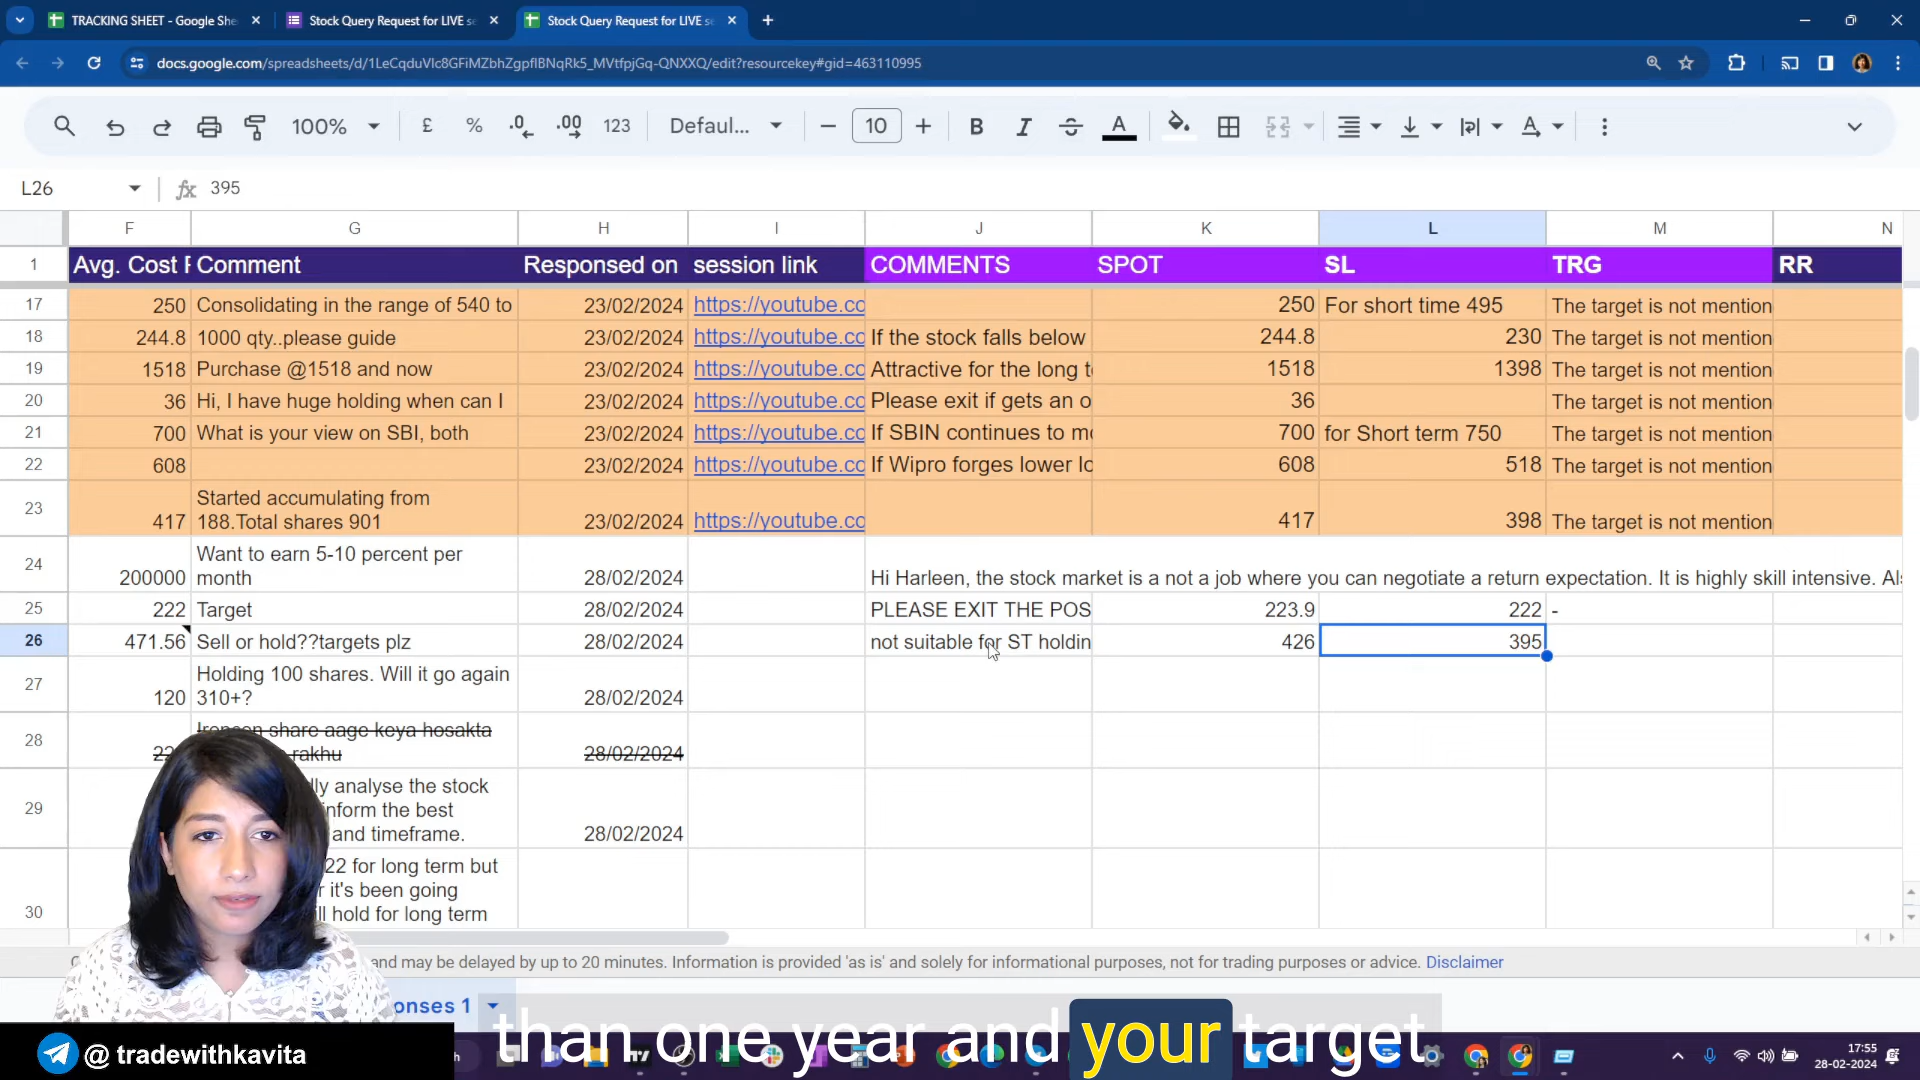 TRACKING SHEET - Google She
Stock Query Request for LIVE se
Stock Query Request for LIVE se
docs.google.com/spreadsheets/d/1LeCqduVlc8GFiMZbhZgpflBNqRk5_MVtfpjGq-QNXXQ/edit?resourcekey#gid=463110995
100% £ % .0 .00 123 Defaul... 10 B I A
L26 fx 395
F G H I J K L M N
1 Avg. Cost P Comment Responsed on session link COMMENTS SPOT SL TRG RR
17 250 Consolidating in the range of 540 to 23/02/2024 https://youtube.co 250 For short time 495 The target is not mention
18 244.8 1000 qty..please guide 23/02/2024 https://youtube.co If the stock falls below 244.8 230 The target is not mention
19 1518 Purchase @1518 and now 23/02/2024 https://youtube.co Attractive for the long t 1518 1398 The target is not mention
20 36 Hi, I have huge holding when can I 23/02/2024 https://youtube.co Please exit if gets an o 36 The target is not mention
21 700 What is your view on SBI, both 23/02/2024 https://youtube.co If SBIN continues to mo 700 for Short term 750 The target is not mention
22 608 23/02/2024 https://youtube.co If Wipro forges lower lo 608 518 The target is not mention
Started accumulating from
23 417 188.Total shares 901 23/02/2024 https://youtube.co 417 398 The target is not mention
Want to earn 5-10 percent per
24 200000 month 28/02/2024 Hi Harleen, the stock market is a not a job where you can negotiate a return expectation. It is highly skill intensive. Al
25 222 Target 28/02/2024 PLEASE EXIT THE POS 223.9 222 -
26 471.56 Sell or hold??targets plz 28/02/2024 not suitable for ST holdin 426 395
Holding 100 shares. Will it go again
27 120 310+? 28/02/2024
share aage keya hosakta
28 rakhu 28/02/2024
analyse the stock
29 inform the best
and timeframe. 28/02/2024
22 for long term but
it's been going
30 hold for long term
and may be delayed by up to 20 minutes. Information is provided 'as is' and solely for informational purposes, not for trading purposes or advice. Disclaimer
onses 1
than one year and your target
@ tradewithkavita
17:55
28-02-2024